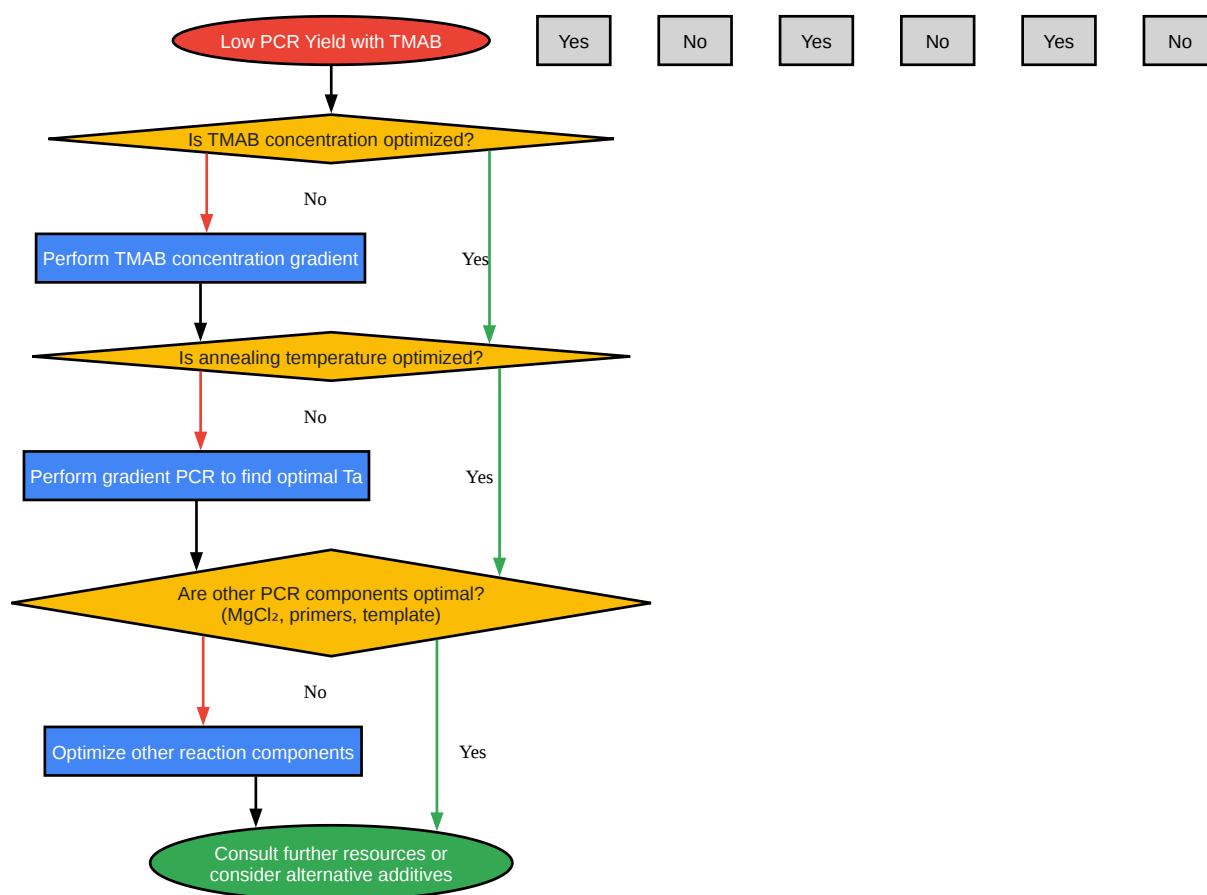 Low PCR Yield with TMAB
Yes
No
Yes
No
Yes
No
Is TMAB concentration optimized?
No
Perform TMAB concentration gradient
Yes
Is annealing temperature optimized?
No
Perform gradient PCR to find optimal Ta
Yes
Are other PCR components optimal?
(MgCl₂, primers, template)
No
Optimize other reaction components
Yes
Consult further resources or
consider alternative additives